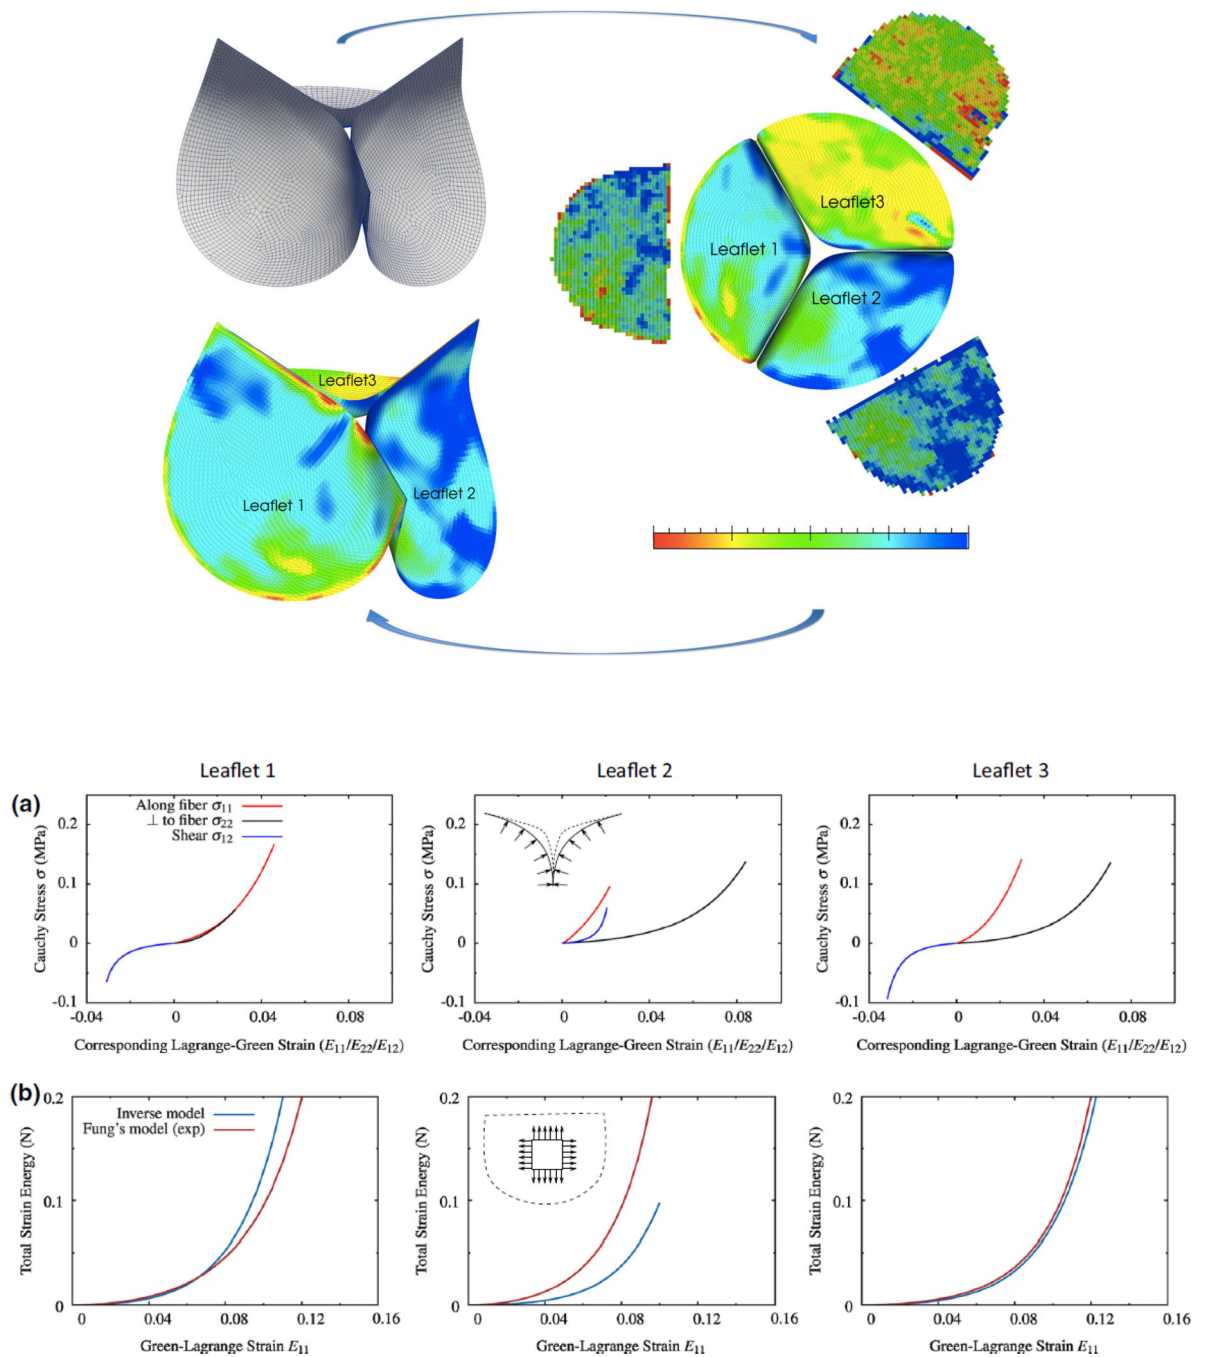 Leaflet3
Leaflet 1
Leaflet 2
Leaflet3
Leaflet 1
Leaflet 2
Leaflet 1
Leaflet 2
Leaflet 3
(a)
Along fiber σ11
⊥ to fiber σ22
Shear σ12
Cauchy Stress σ (MPa)
0.2
0.1
0
-0.1
-0.04
0
0.04
0.08
Corresponding Lagrange-Green Strain (E11/E22/E12)
Cauchy Stress σ (MPa)
0.2
0.1
0
-0.1
-0.04
0
0.04
0.08
Corresponding Lagrange-Green Strain (E11/E22/E12)
Cauchy Stress σ (MPa)
0.2
0.1
0
-0.1
-0.04
0
0.04
0.08
Corresponding Lagrange-Green Strain (E11/E22/E12)
(b)
Inverse model
Fung's model (exp)
Total Strain Energy (N)
0.2
0.1
0
0
0.04
0.08
0.12
0.16
Green-Lagrange Strain E11
Total Strain Energy (N)
0.2
0.1
0
0
0.04
0.08
0.12
0.16
Green-Lagrange Strain E11
Total Strain Energy (N)
0.2
0.1
0
0
0.04
0.08
0.12
0.16
Green-Lagrange Strain E11